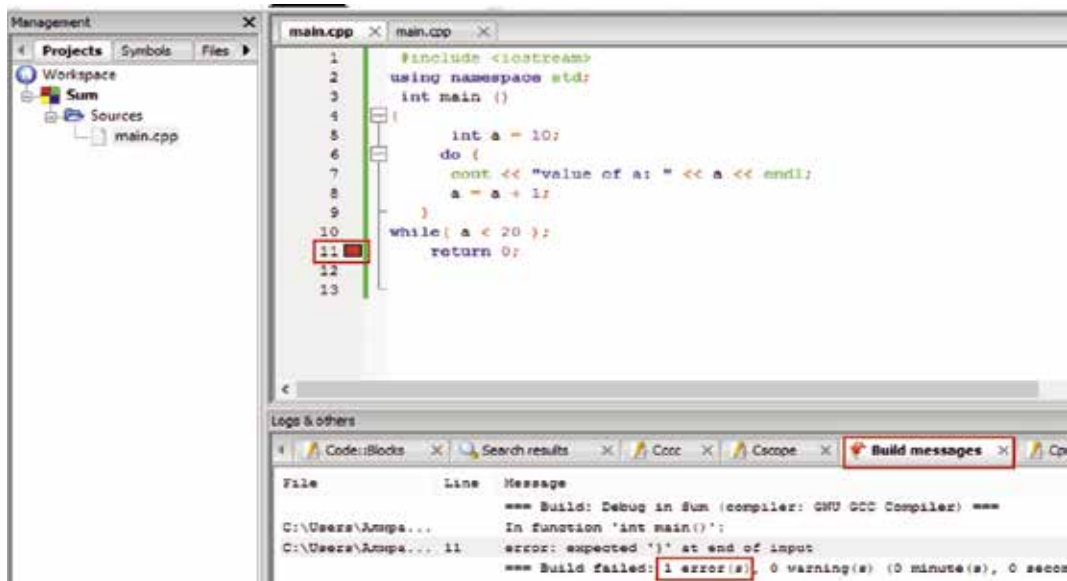 Management
Projects Symbols Files
Workspace
Sum
Sources
main.cpp
main.cpp main.cpp
1 #include <iostream>
2 using namespace std;
3 int main ()
4 {
5 int a = 10;
6 do {
7 cout << "value of a: " << a << endl;
8 a = a + 1;
9 }
10 while( a < 20 );
11 return 0;
12
13
Logs & others
Code::Blocks Search results Cccc Cscope Build messages
File Line Message
=== Build: Debug in Sum (compiler: GNU GCC Compiler) ===
C:\Users\Амра... In function 'int main()':
C:\Users\Амра... 11 error: expected '}' at end of input
=== Build failed: 1 error(s), 0 warning(s) (0 minute(s), 0